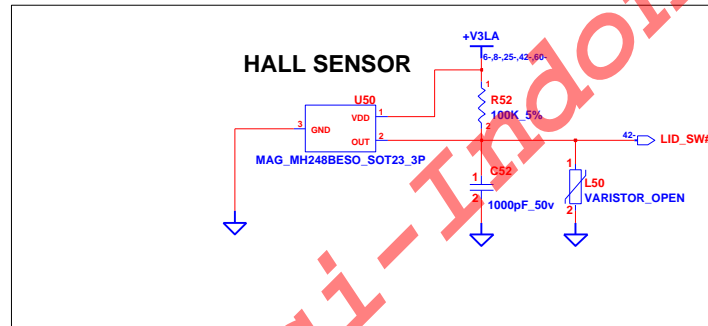 +V3LA
6-,8-,25-,42-,60-
HALL SENSOR
U50
1
R52
100K_5%
2
VDD
1
3
GND
OUT
2
42-
LID_SW#
MAG_MH248BESO_SOT23_3P
1
C52
2
1000pF_50v
1
L50
VARISTOR_OPEN
2
i-Indo